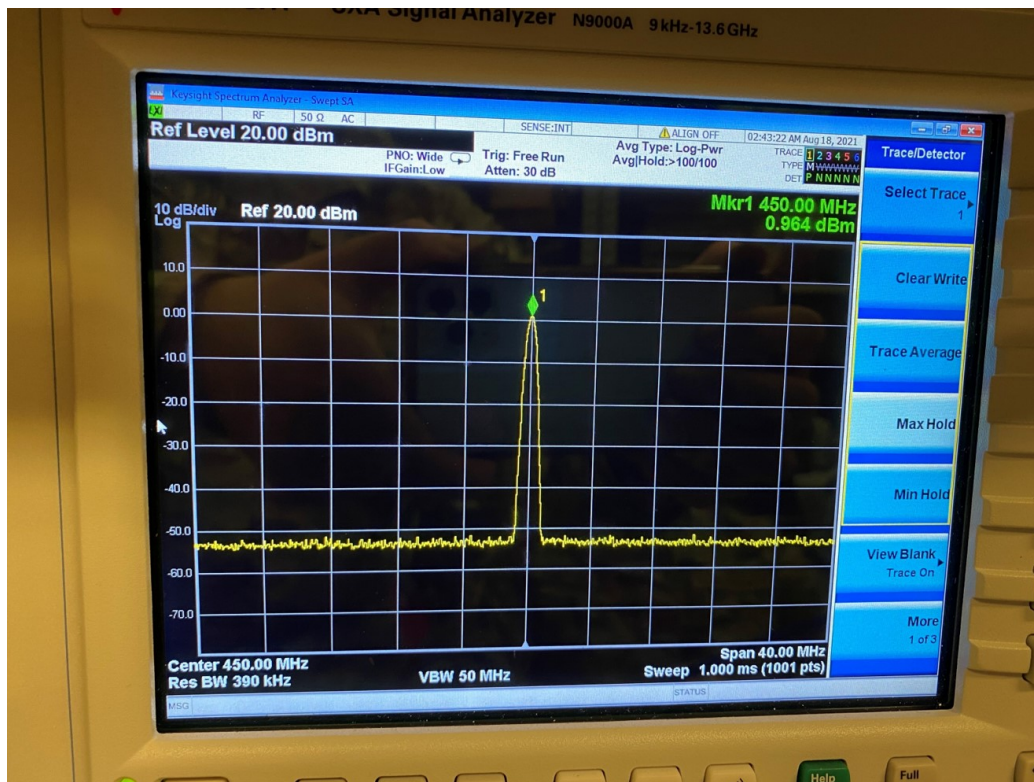 CXA Signal Analyzer N9000A 9kHz-13.6GHz
Keysight Spectrum Analyzer - Swept SA
LXI RF 50 Ω AC SENSE:INT ALIGN OFF 02:43:22 AM Aug 18, 2021
Ref Level 20.00 dBm
PNO: Wide Trig: Free Run Avg Type: Log-Pwr TRACE 1 2 3 4 5 6
IFGain:Low Atten: 30 dB Avg|Hold:>100/100 TYPE M WWWWW
DET P N N N N N
Mkr1 450.00 MHz
0.964 dBm
10 dB/div Ref 20.00 dBm
Log
10.0
0.00
-10.0
-20.0
-30.0
-40.0
-50.0
-60.0
-70.0
1
Center 450.00 MHz Span 40.00 MHz
Res BW 390 kHz VBW 50 MHz Sweep 1.000 ms (1001 pts)
MSG STATUS
Trace/Detector
Select Trace
1
Clear Write
Trace Average
Max Hold
Min Hold
View Blank
Trace On
More
1 of 3
Help
Full